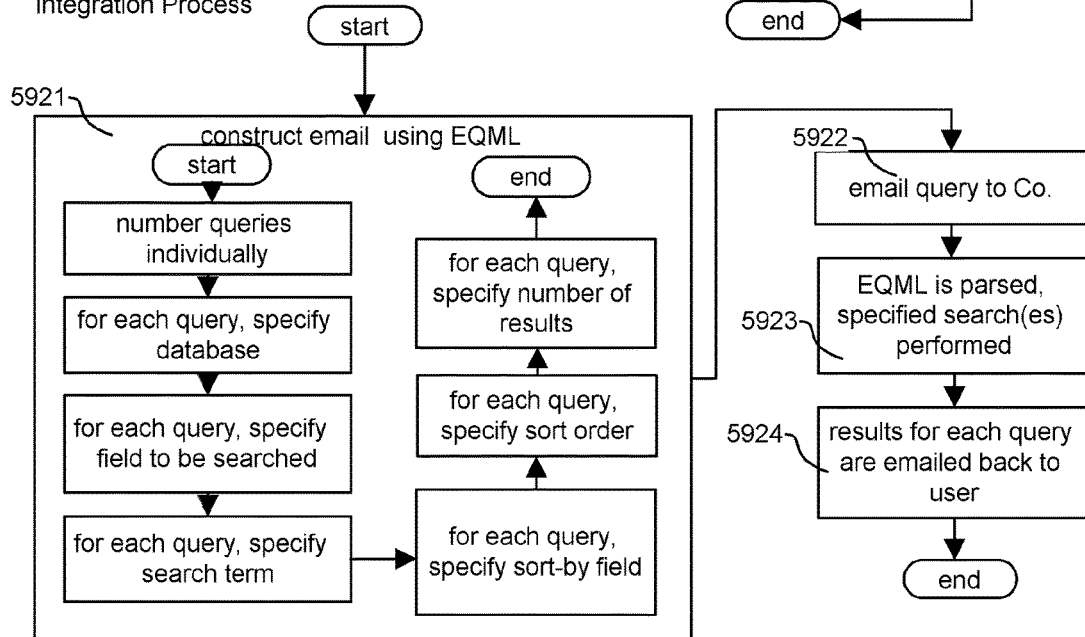 Integration Process
start
end
5921
construct email using EQML
start
number queries
individually
for each query, specify
database
for each query, specify
field to be searched
for each query, specify
search term
for each query,
specify sort-by field
for each query,
specify sort order
for each query,
specify number of
results
end
5922
email query to Co.
5923
EQML is parsed,
specified search(es)
performed
5924
results for each query
are emailed back to
user
end